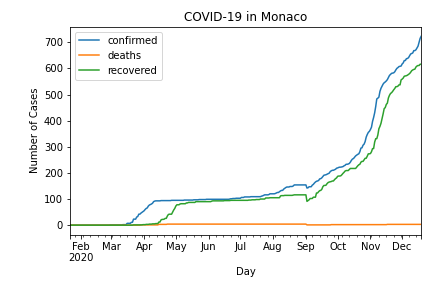 COVID-19 in Monaco
confirmed
deaths
recovered
Number of Cases
700
600
500
400
300
200
100
0
Feb Mar Apr May Jun Jul Aug Sep Oct Nov Dec
2020
Day